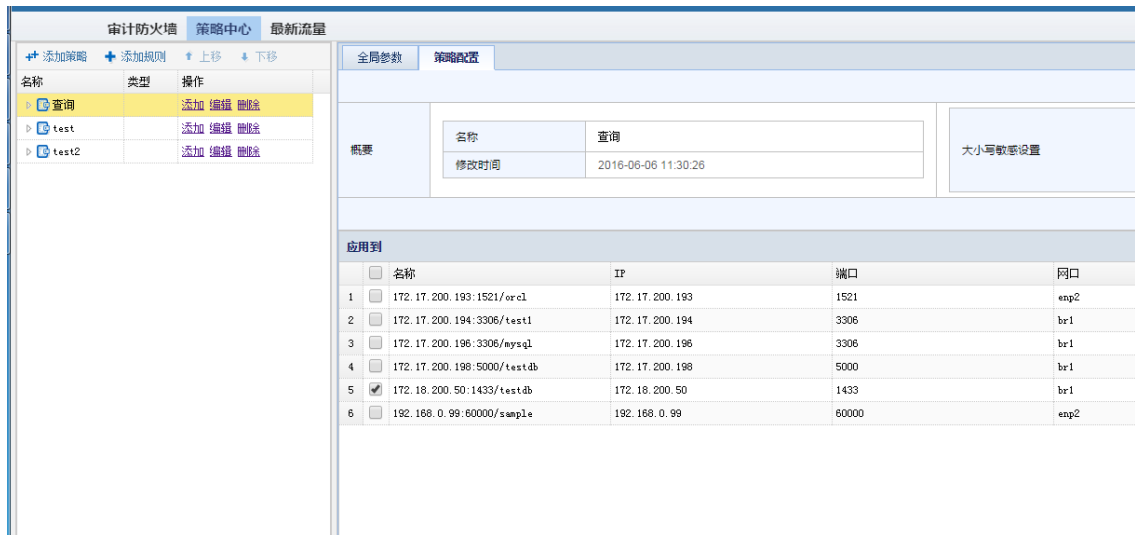 审计防火墙 策略中心 最新流量
添加策略 添加规则 上移 下移
名称 类型 操作
查询 添加 编辑 删除
test 添加 编辑 删除
test2 添加 编辑 删除
全局参数 策略配置
概要
名称 查询
修改时间 2016-06-06 11:30:26
大小写敏感设置
应用到
名称 IP 端口 网口
1 172.17.200.193:1521/orcl 172.17.200.193 1521 enp2
2 172.17.200.194:3306/test1 172.17.200.194 3306 br1
3 172.17.200.196:3306/mysql 172.17.200.196 3306 br1
4 172.17.200.198:5000/testdb 172.17.200.198 5000 br1
5 172.18.200.50:1433/testdb 172.18.200.50 1433 br1
6 192.168.0.99:60000/sample 192.168.0.99 60000 enp2